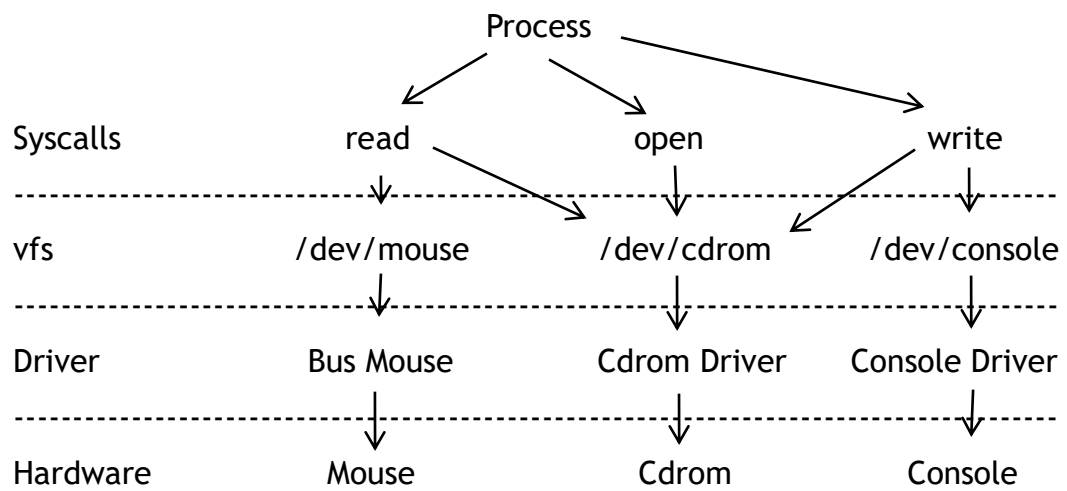 Process
Syscalls read open write
vfs /dev/mouse /dev/cdrom /dev/console
Driver Bus Mouse Cdrom Driver Console Driver
Hardware Mouse Cdrom Console